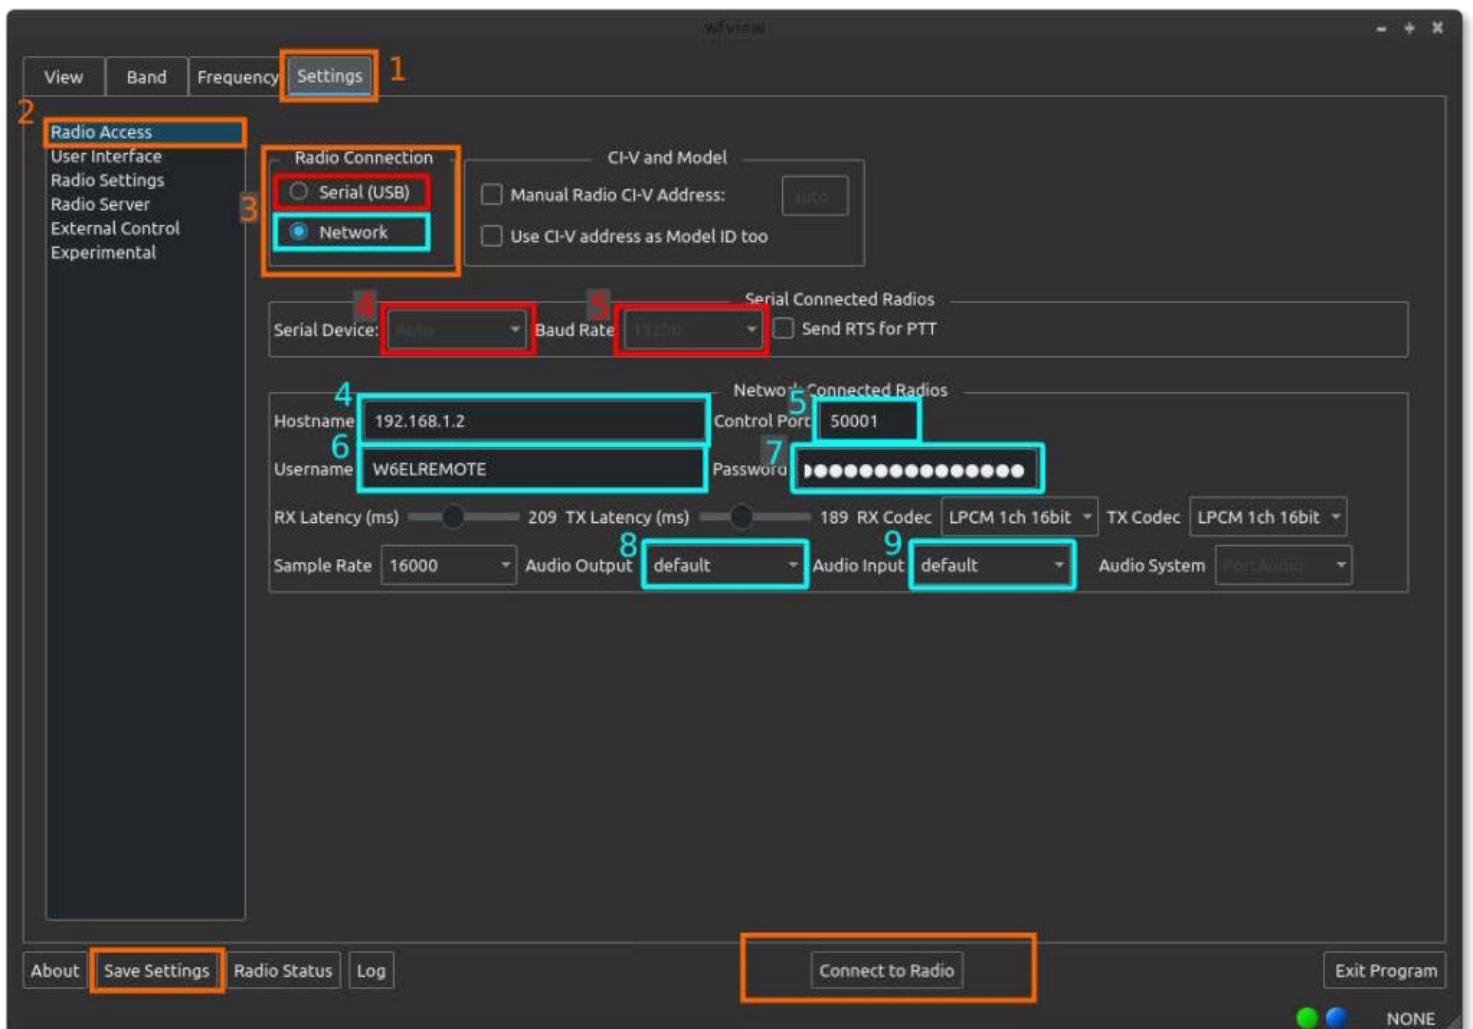 wfview
View Band Frequency Settings 1
2
Radio Access
User Interface
Radio Settings
Radio Server
External Control
Experimental
3
Radio Connection
Serial (USB)
Network
CI-V and Model
Manual Radio CI-V Address: auto
Use CI-V address as Model ID too
Serial Connected Radios
4 5
Serial Device: Auto Baud Rate 19200 Send RTS for PTT
Network Connected Radios
4 5
Hostname 192.168.1.2 Control Port 50001
6 7
Username W6ELREMOTE Password
RX Latency (ms) 209 TX Latency (ms) 189 RX Codec LPCM 1ch 16bit TX Codec LPCM 1ch 16bit
8 9
Sample Rate 16000 Audio Output default Audio Input default Audio System PortAudio
About Save Settings Radio Status Log Connect to Radio Exit Program
NONE